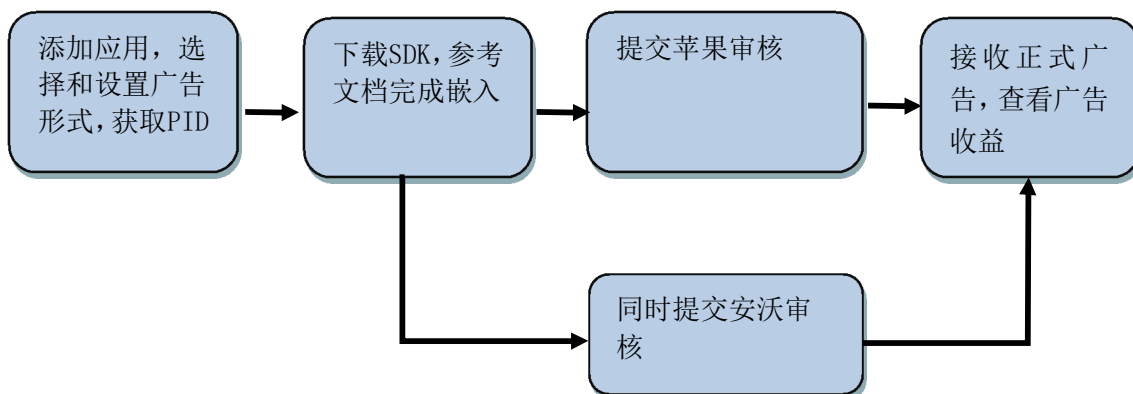 添加应用，选
择和设置广告
形式，获取PID
下载SDK，参考
文档完成嵌入
提交苹果审核
接收正式广
告，查看广告
收益
同时提交安沃审
核